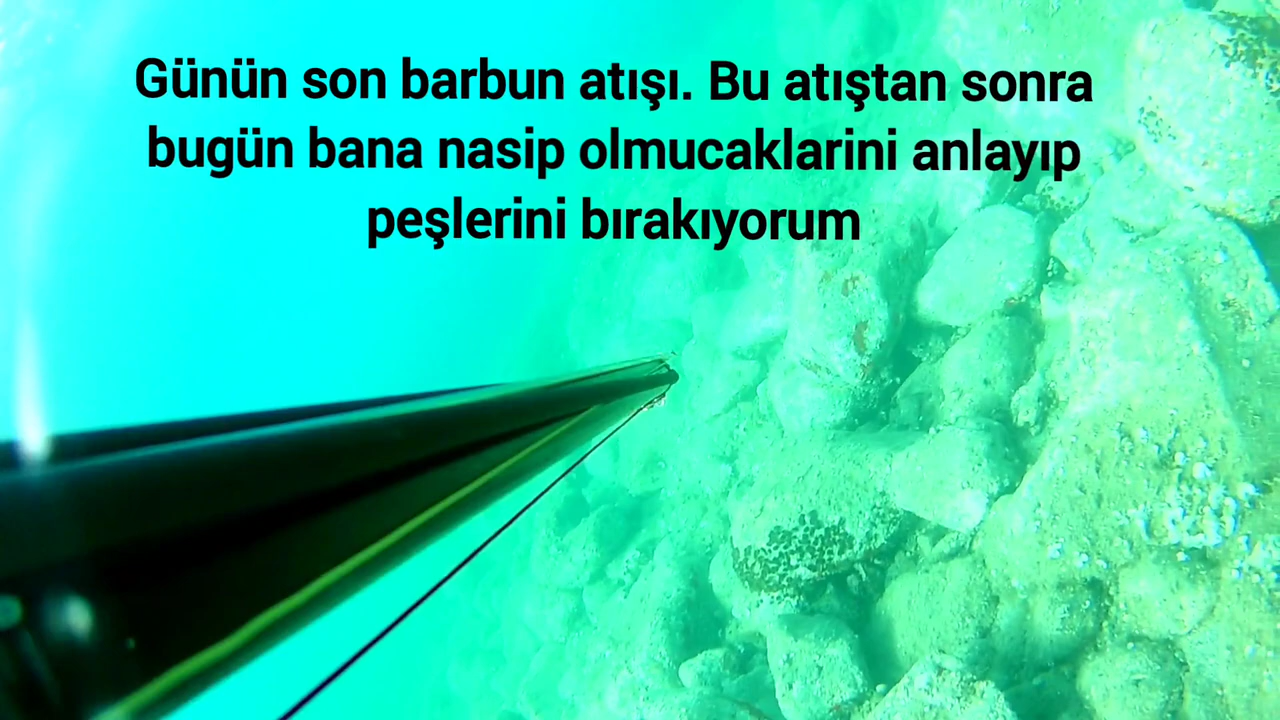 Günün son barbun atışı. Bu atıştan sonra
bugün bana nasip olmucaklarini anlayıp
peşlerini bırakıyorum